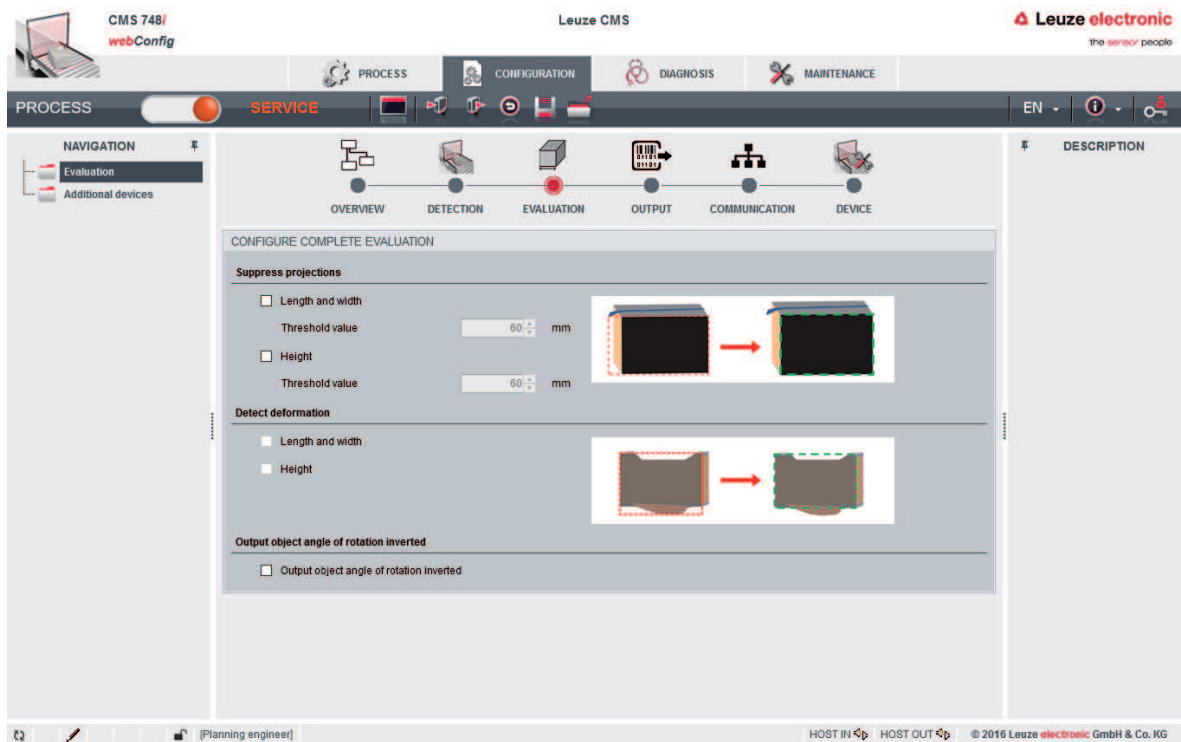 CMS 748i
webConfig
Leuze CMS
Leuze electronic
the sensor people
PROCESS
CONFIGURATION
DIAGNOSIS
MAINTENANCE
PROCESS
SERVICE
EN
NAVIGATION
Evaluation
Additional devices
OVERVIEW
DETECTION
EVALUATION
OUTPUT
COMMUNICATION
DEVICE
DESCRIPTION
CONFIGURE COMPLETE EVALUATION
Suppress projections
Length and width
Threshold value 60 mm
Height
Threshold value 60 mm
Detect deformation
Length and width
Height
Output object angle of rotation inverted
Output object angle of rotation inverted
[Planning engineer]
HOST IN
HOST OUT
© 2016 Leuze electronic GmbH & Co. KG